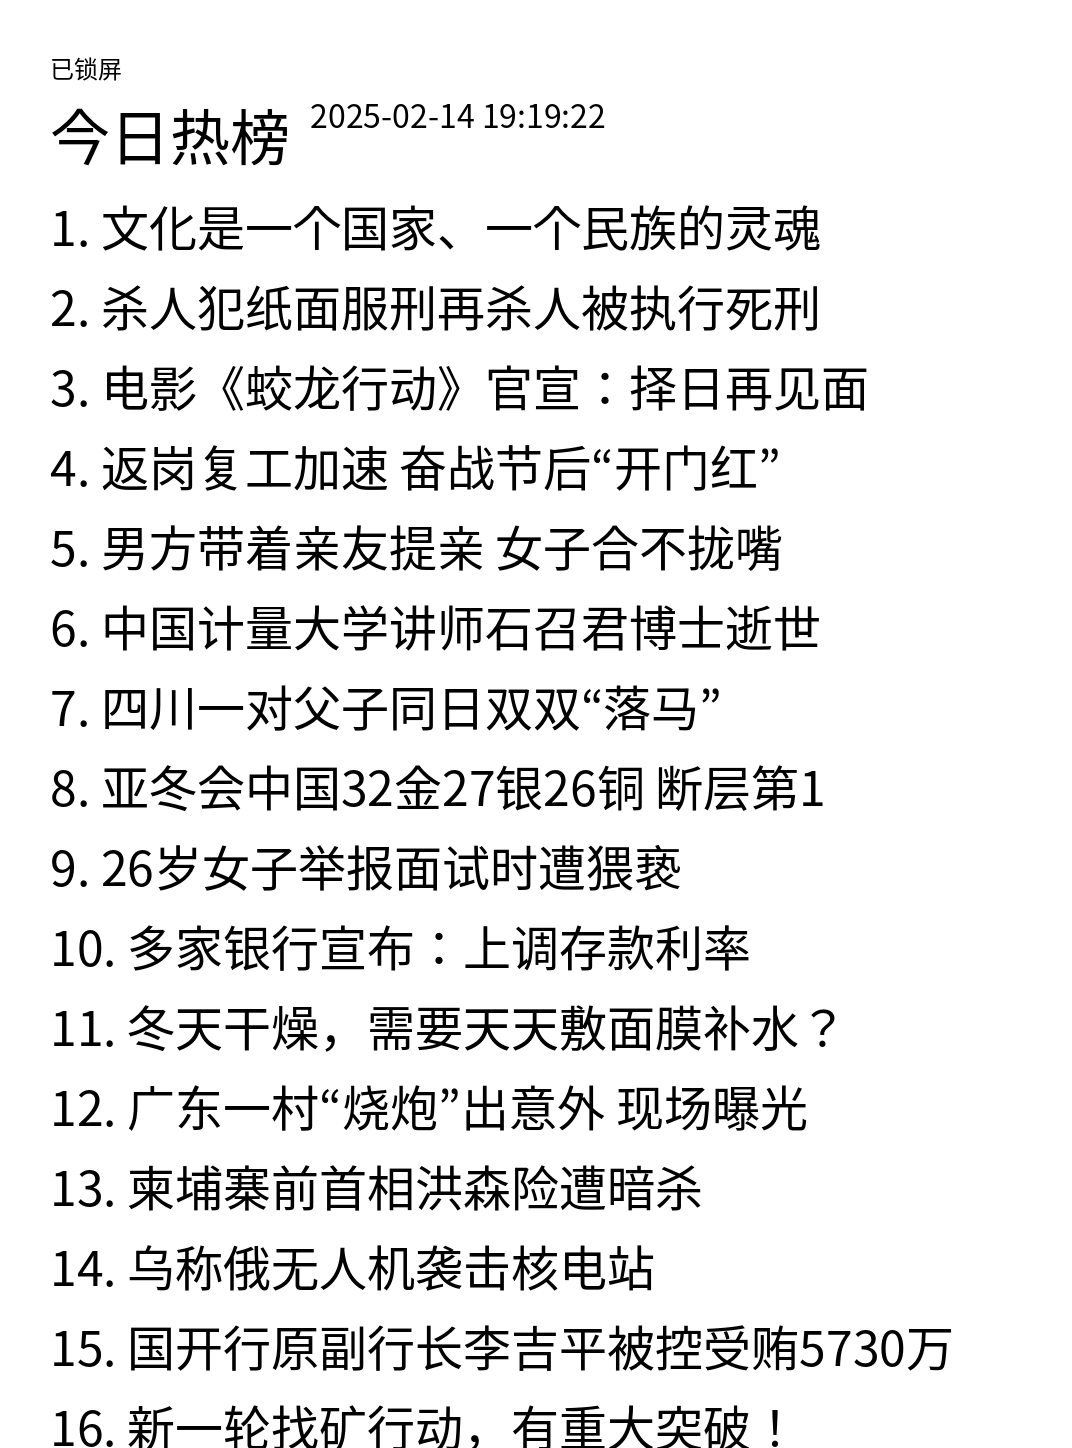 已锁屏
今日热榜 2025-02-14 19:19:22
1. 文化是一个国家、一个民族的灵魂
2. 杀人犯纸面服刑再杀人被执行死刑
3. 电影《蛟龙行动》官宣：择日再见面
4. 返岗复工加速 奋战节后“开门红”
5. 男方带着亲友提亲 女子合不拢嘴
6. 中国计量大学讲师石召君博士逝世
7. 四川一对父子同日双双“落马”
8. 亚冬会中国32金27银26铜 断层第1
9. 26岁女子举报面试时遭猥亵
10. 多家银行宣布：上调存款利率
11. 冬天干燥，需要天天敷面膜补水？
12. 广东一村“烧炮”出意外 现场曝光
13. 柬埔寨前首相洪森险遭暗杀
14. 乌称俄无人机袭击核电站
15. 国开行原副行长李吉平被控受贿5730万
16. 新一轮找矿行动，有重大突破！